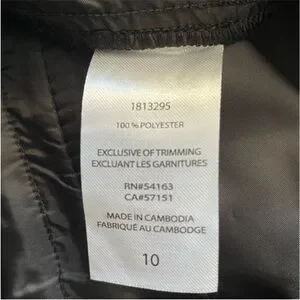 1813295
100% POLYESTER
EXCLUSIVE OF TRIMMING
EXCLUANT LES GARNITURES
RN#54163
CA#57151
MADE IN CAMBODIA
FABRIQUÉ AU CAMBODGE
10